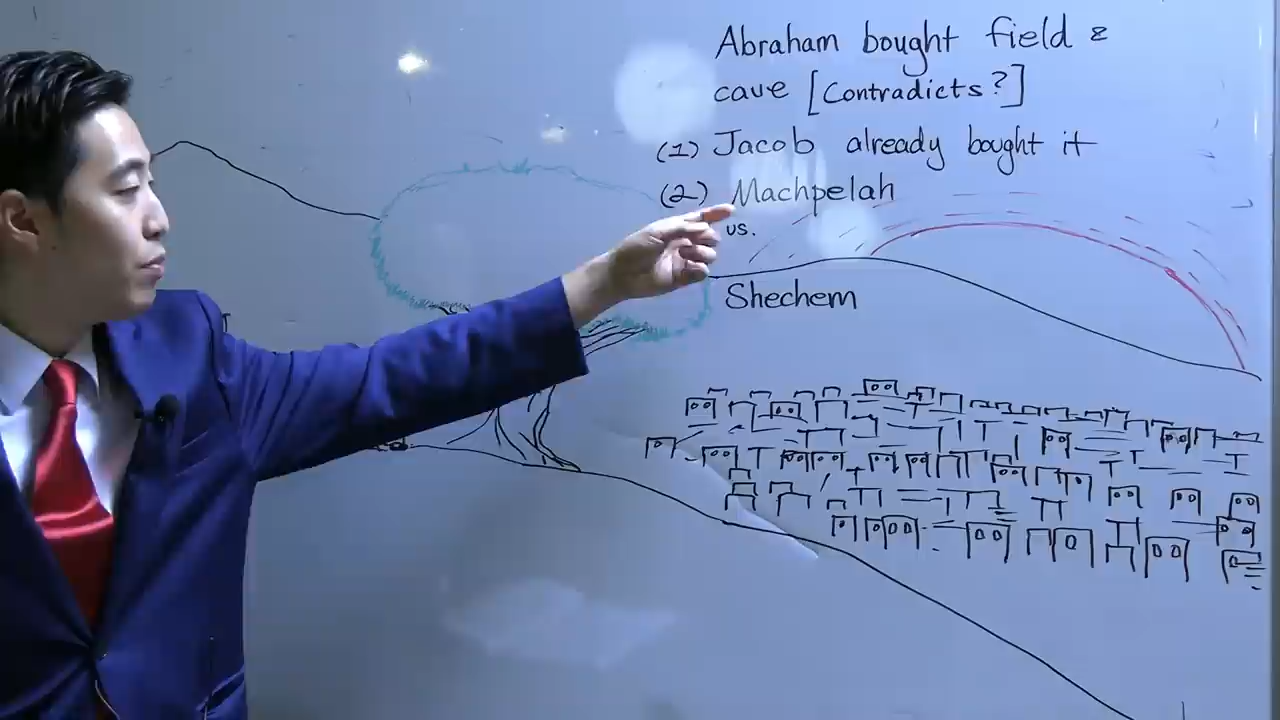 Abraham bought field &
cave [Contradicts?]
(1) Jacob already bought it
(2) Machpelah
vs.
Shechem